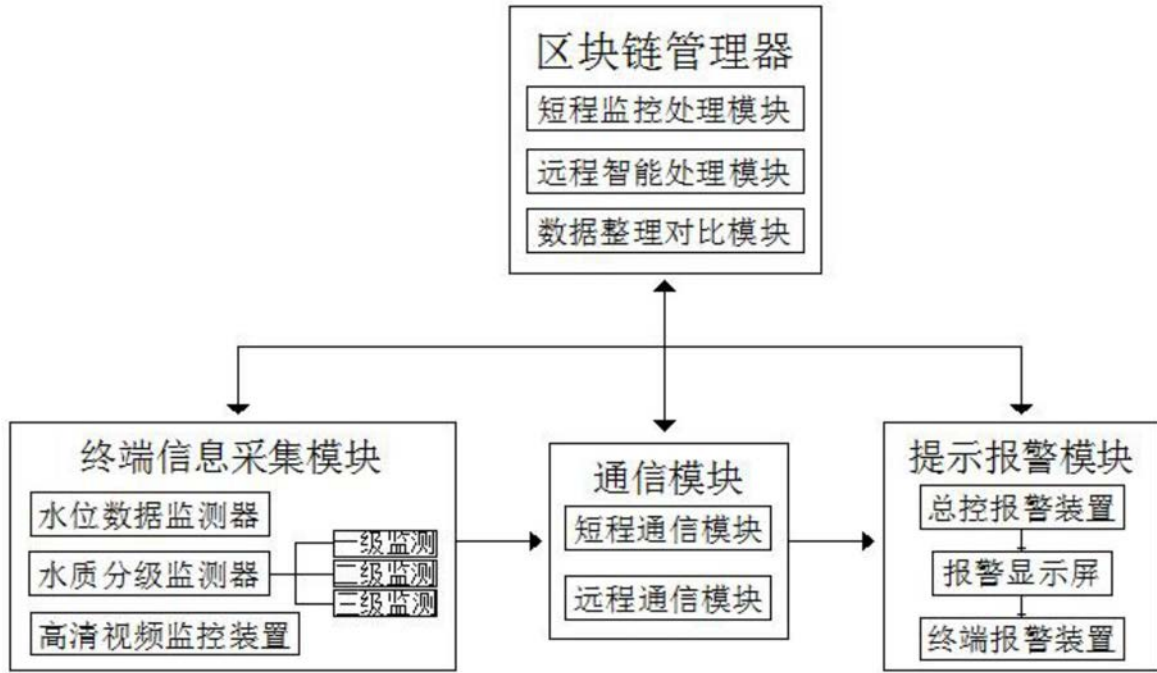 区块链管理器
短程监控处理模块
远程智能处理模块
数据整理对比模块
终端信息采集模块
水位数据监测器
水质分级监测器
一级监测
二级监测
三级监测
高清视频监控装置
通信模块
短程通信模块
远程通信模块
提示报警模块
总控报警装置
报警显示屏
终端报警装置